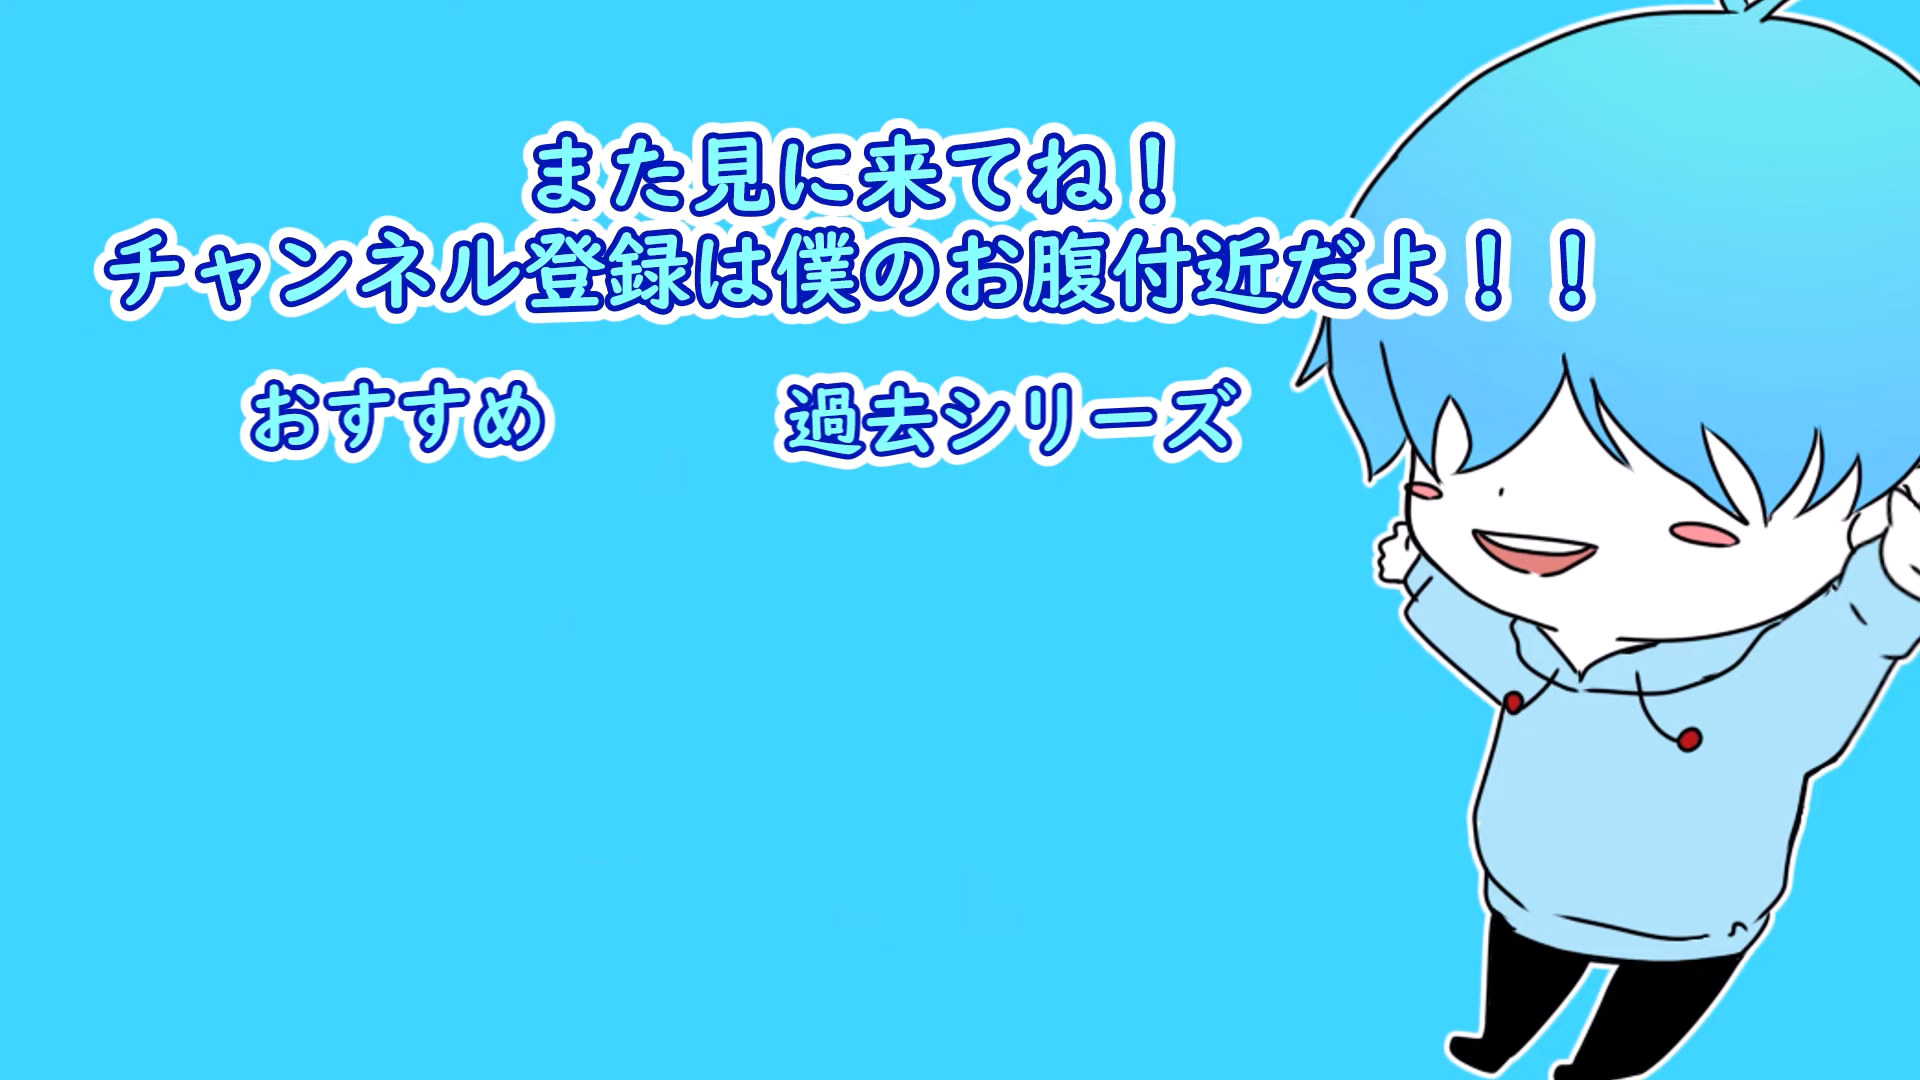 また見に来てね！
チャンネル登録は僕のお腹付近だよ！！
おすすめ
過去シリーズ